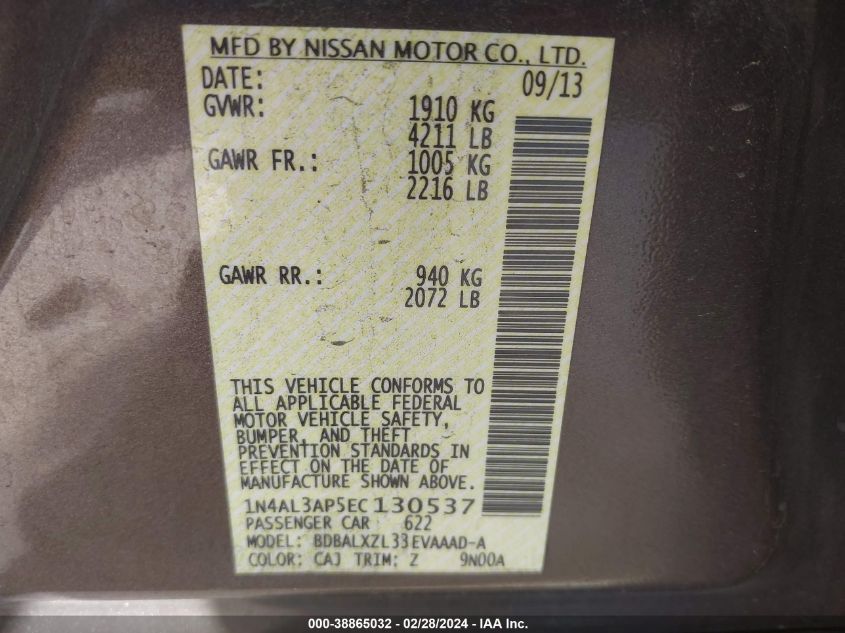 MFD BY NISSAN MOTOR CO., LTD.
DATE: 09/13
GVWR: 1910 KG
4211 LB
GAWR FR.: 1005 KG
2216 LB
GAWR RR.: 940 KG
2072 LB
THIS VEHICLE CONFORMS TO
ALL APPLICABLE FEDERAL
MOTOR VEHICLE SAFETY,
BUMPER, AND THEFT
PREVENTION STANDARDS IN
EFFECT ON THE DATE OF
MANUFACTURE SHOWN ABOVE.
1N4AL3AP5EC130537
PASSENGER CAR 622
MODEL: BDBALXZL33EVAAAD-A
COLOR: CAJ TRIM: Z 9N00A
000-38865032 - 02/28/2024 - IAA Inc.